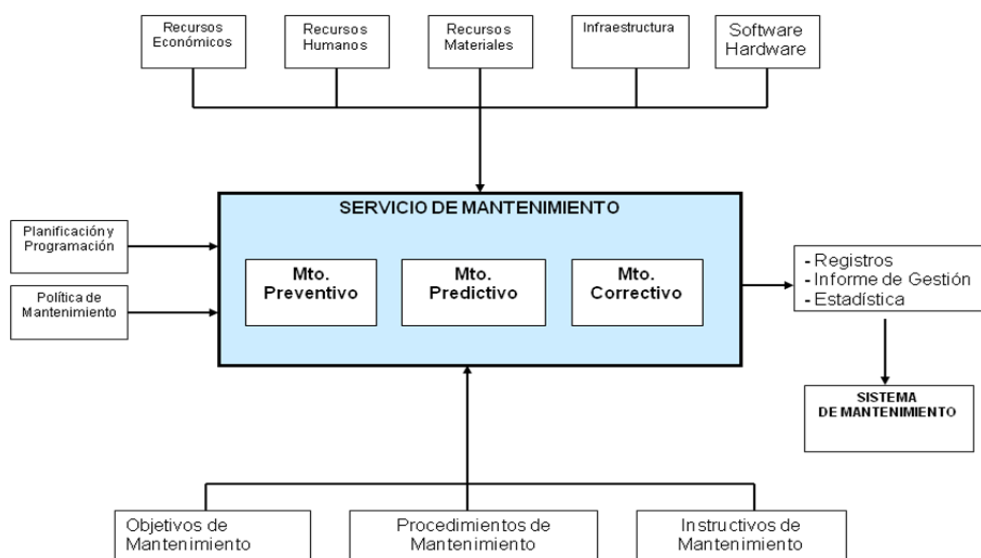 Recursos
Económicos
Recursos
Humanos
Recursos
Materiales
Infraestructura
Software
Hardware
SERVICIO DE MANTENIMIENTO
Planificación y
Programación
Política de
Mantenimiento
Mto.
Preventivo
Mto.
Predictivo
Mto.
Correctivo
- Registros
- Informe de Gestión
- Estadística
SISTEMA
DE MANTENIMIENTO
Objetivos de
Mantenimiento
Procedimientos de
Mantenimiento
Instructivos de
Mantenimiento